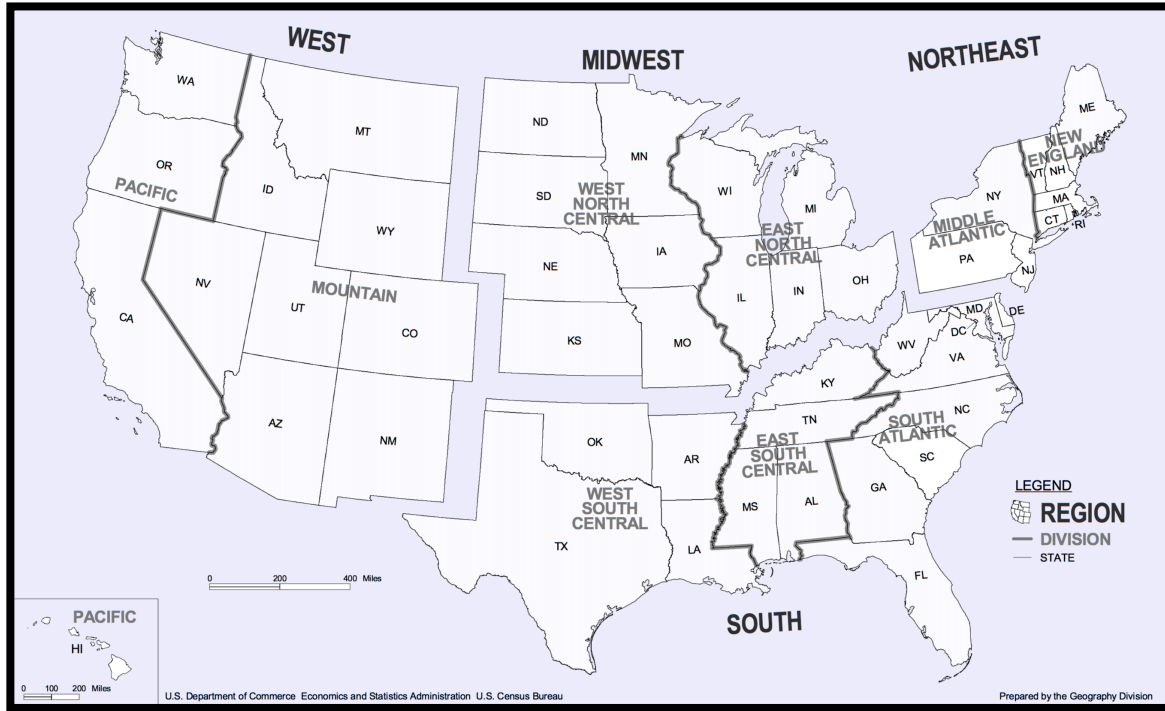 WEST
MIDWEST
NORTHEAST
WA
MT
ND
MN
ME
OR
ID
SD
WI
MI
NEW
ENGLAND
VT
NH
NY
MA
CT
RI
PACIFIC
WY
WEST
NORTH
CENTRAL
EAST
NORTH
CENTRAL
MIDDLE
ATLANTIC
PA
NJ
NV
UT
MOUNTAIN
CO
NE
IA
IL
IN
OH
MD
DE
DC
CA
KS
MO
WV
VA
KY
AZ
NM
OK
AR
TN
NC
EAST
SOUTH
CENTRAL
SOUTH
ATLANTIC
SC
WEST
SOUTH
CENTRAL
MS
AL
GA
TX
LA
FL
LEGEND
REGION
DIVISION
STATE
0 200 400 Miles
SOUTH
PACIFIC
HI
0 100 200 Miles
U.S. Department of Commerce Economics and Statistics Administration U.S. Census Bureau
Prepared by the Geography Division